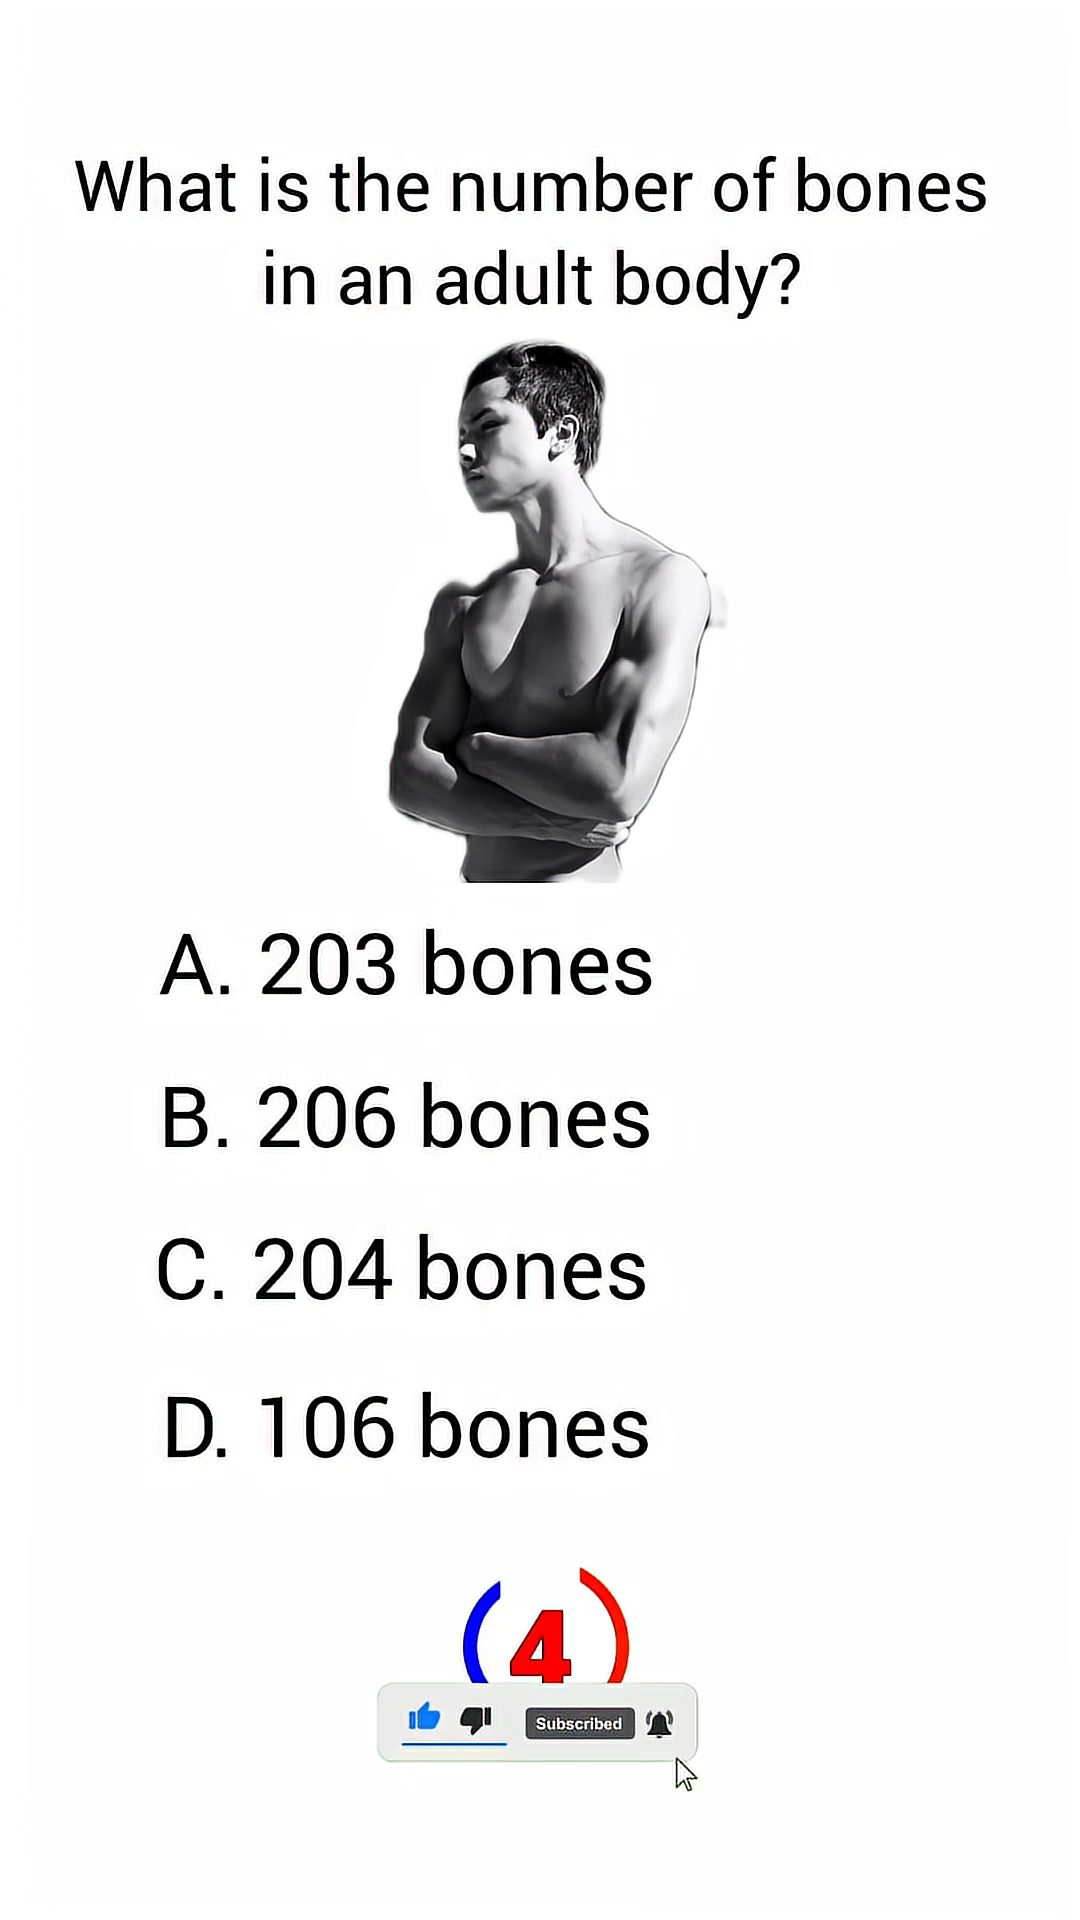 What is the number of bones
in an adult body?
A. 203 bones
B. 206 bones
C. 204 bones
D. 106 bones
4
Subscribed